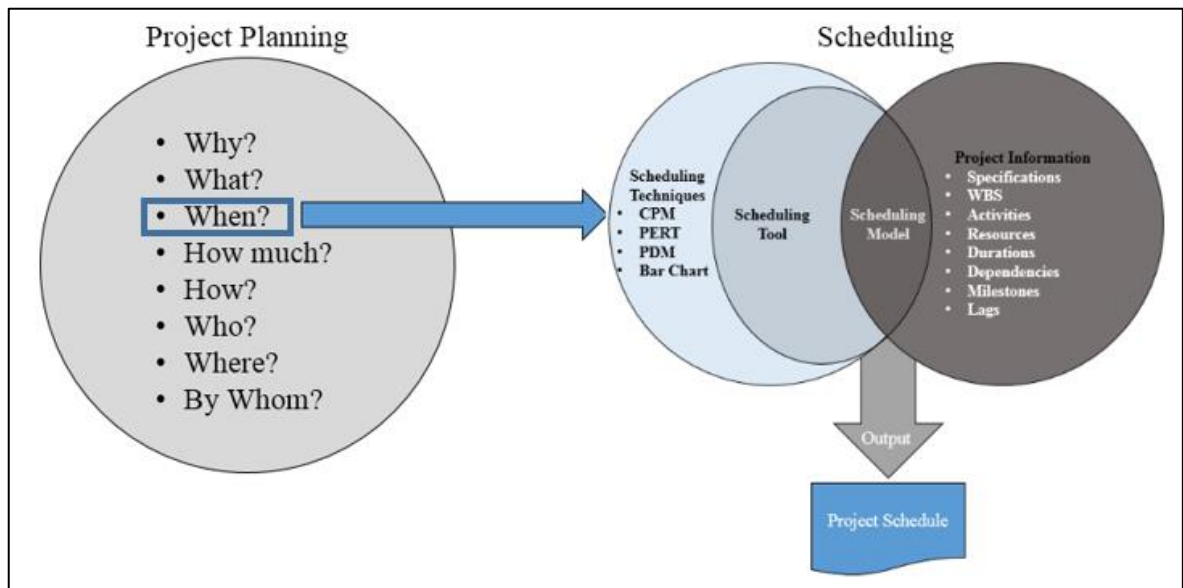 Project Planning
• Why?
• What?
• When?
• How much?
• How?
• Who?
• Where?
• By Whom?
Scheduling
Scheduling
Techniques
• CPM
• PERT
• PDM
• Bar Chart
Scheduling
Tool
Scheduling
Model
Project Information
• Specifications
• WBS
• Activities
• Resources
• Durations
• Dependencies
• Milestones
• Lags
Output
Project Schedule